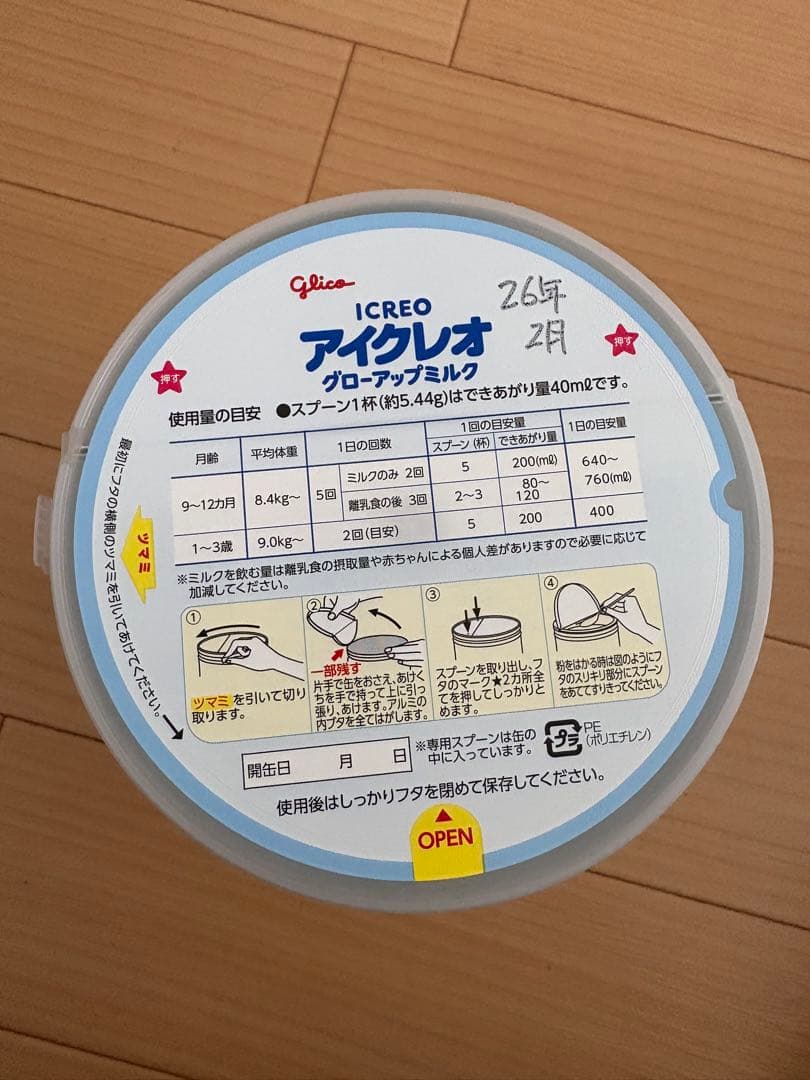 Glico
ICREO
アイクレオ
グローアップミルク
26年
2月
押す
押す
使用量の目安 ●スプーン1杯(約5.44g)はできあがり量40mlです。
月齢 平均体重 1日の回数 1回の目安量 1日の目安量
スプーン(杯) できあがり量
9〜12カ月 8.4kg〜 5回 ミルクのみ 2回 5 200(ml) 640〜760(ml)
離乳食の後 3回 2〜3 80〜120
1〜3歳 9.0kg〜 2回(目安) 5 200 400
※ミルクを飲む量は離乳食の摂取量や赤ちゃんによる個人差がありますので必要に応じて
加減してください。
最初にフタの横側のツマミを引いてあけてください。
ツマミ
①
ツマミを引いて切り
取ります。
②
一部残す
片手で缶をおさえ、あけく
ちを手で持って上に引っ
張り、あけます。アルミの
内ブタを全てはがします。
③
スプーンを取り出し、フ
タのマーク★2カ所全
てを押してしっかりと
めます。
④
粉をはかる時は図のようにフ
タのスリキリ部分にスプーン
をあててすりきってください。
開缶日 月 日
※専用スプーンは缶の
中に入っています。
プラ
PE
(ポリエチレン)
使用後はしっかりフタを閉めて保存してください。
OPEN